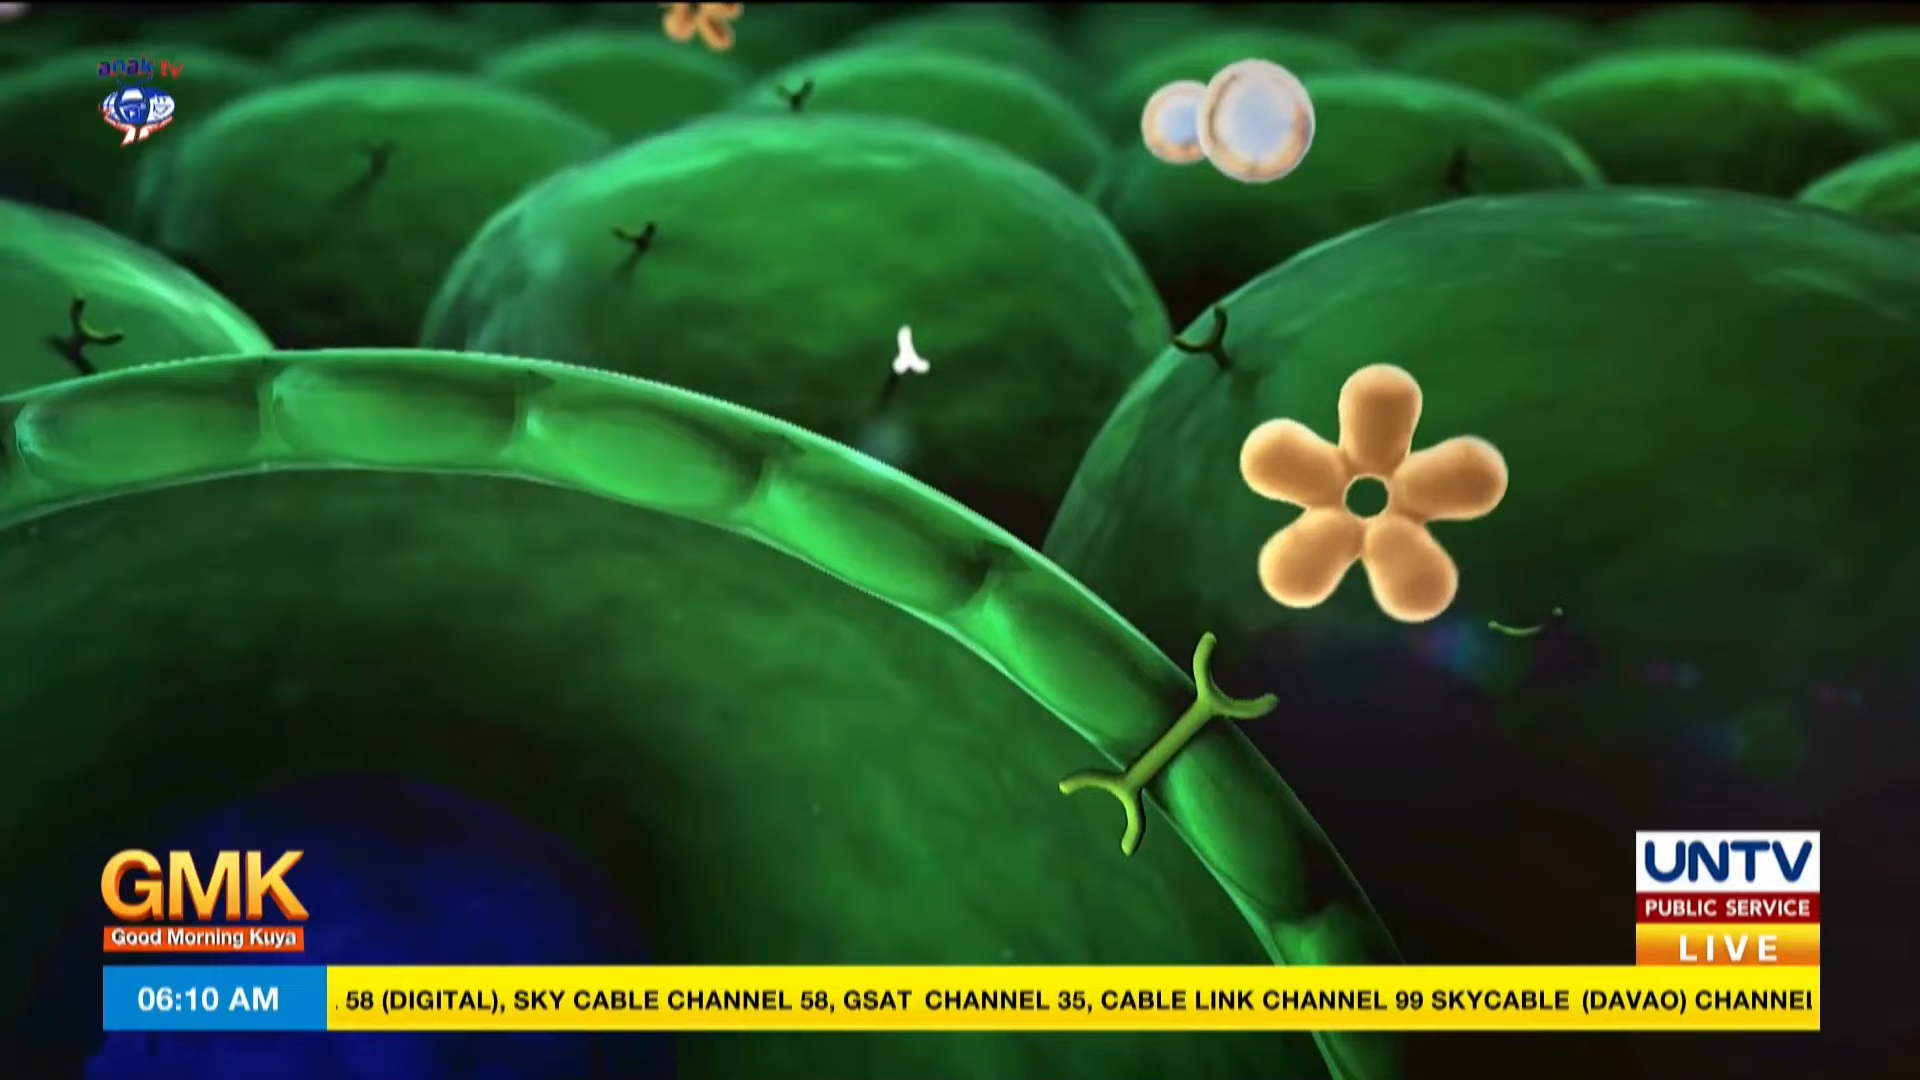 anak tv
GMK
Good Morning Kuya
UNTV
PUBLIC SERVICE
LIVE
06:10 AM
. 58 (DIGITAL), SKY CABLE CHANNEL 58, GSAT CHANNEL 35, CABLE LINK CHANNEL 99 SKYCABLE (DAVAO) CHANNEL